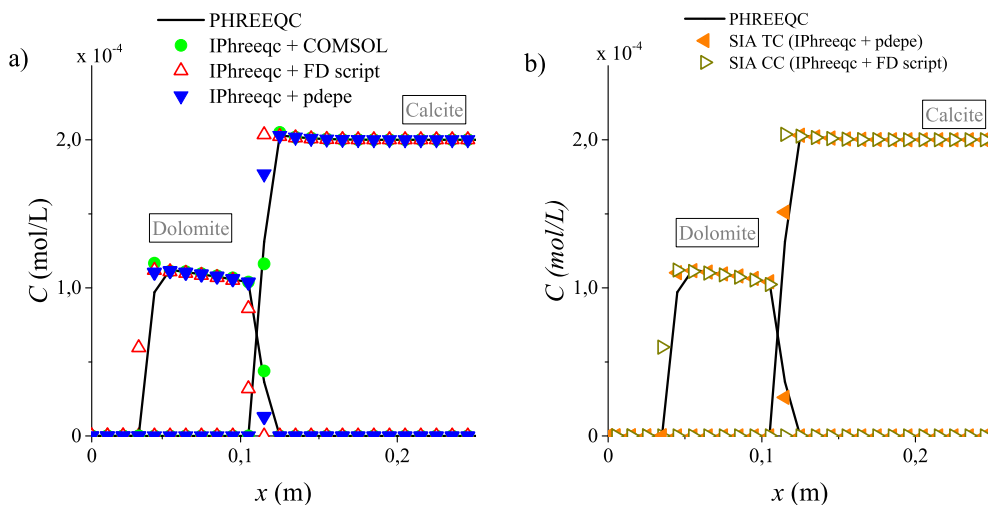 PHREEQC
IPhreeqc + COMSOL
IPhreeqc + FD script
IPhreeqc + pdepe
a)
x 10⁻⁴
Calcite
2,0
Dolomite
C (mol/L)
1,0
0
0
0,1
0,2
x (m)
PHREEQC
SIA TC (IPhreeqc + pdepe)
SIA CC (IPhreeqc + FD script)
b)
x 10⁻⁴
Calcite
2,0
Dolomite
C (mol/L)
1,0
0
0
0,1
0,2
x (m)